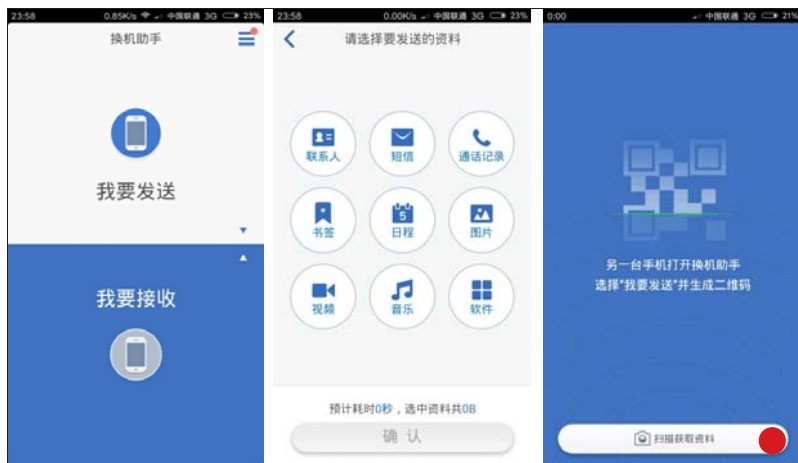 23:58
0.85K/s
中国联通 3G
23%
换机助手
我要发送
我要接收
23:58
0.00K/s
中国联通 3G
23%
请选择要发送的资料
联系人
短信
通话记录
书签
5
日程
图片
视频
音乐
软件
预计耗时0秒，选中资料共0B
确 认
0:00
中国联通 3G
21%
另一台手机打开换机助手
选择"我要发送"并生成二维码
扫描获取资料